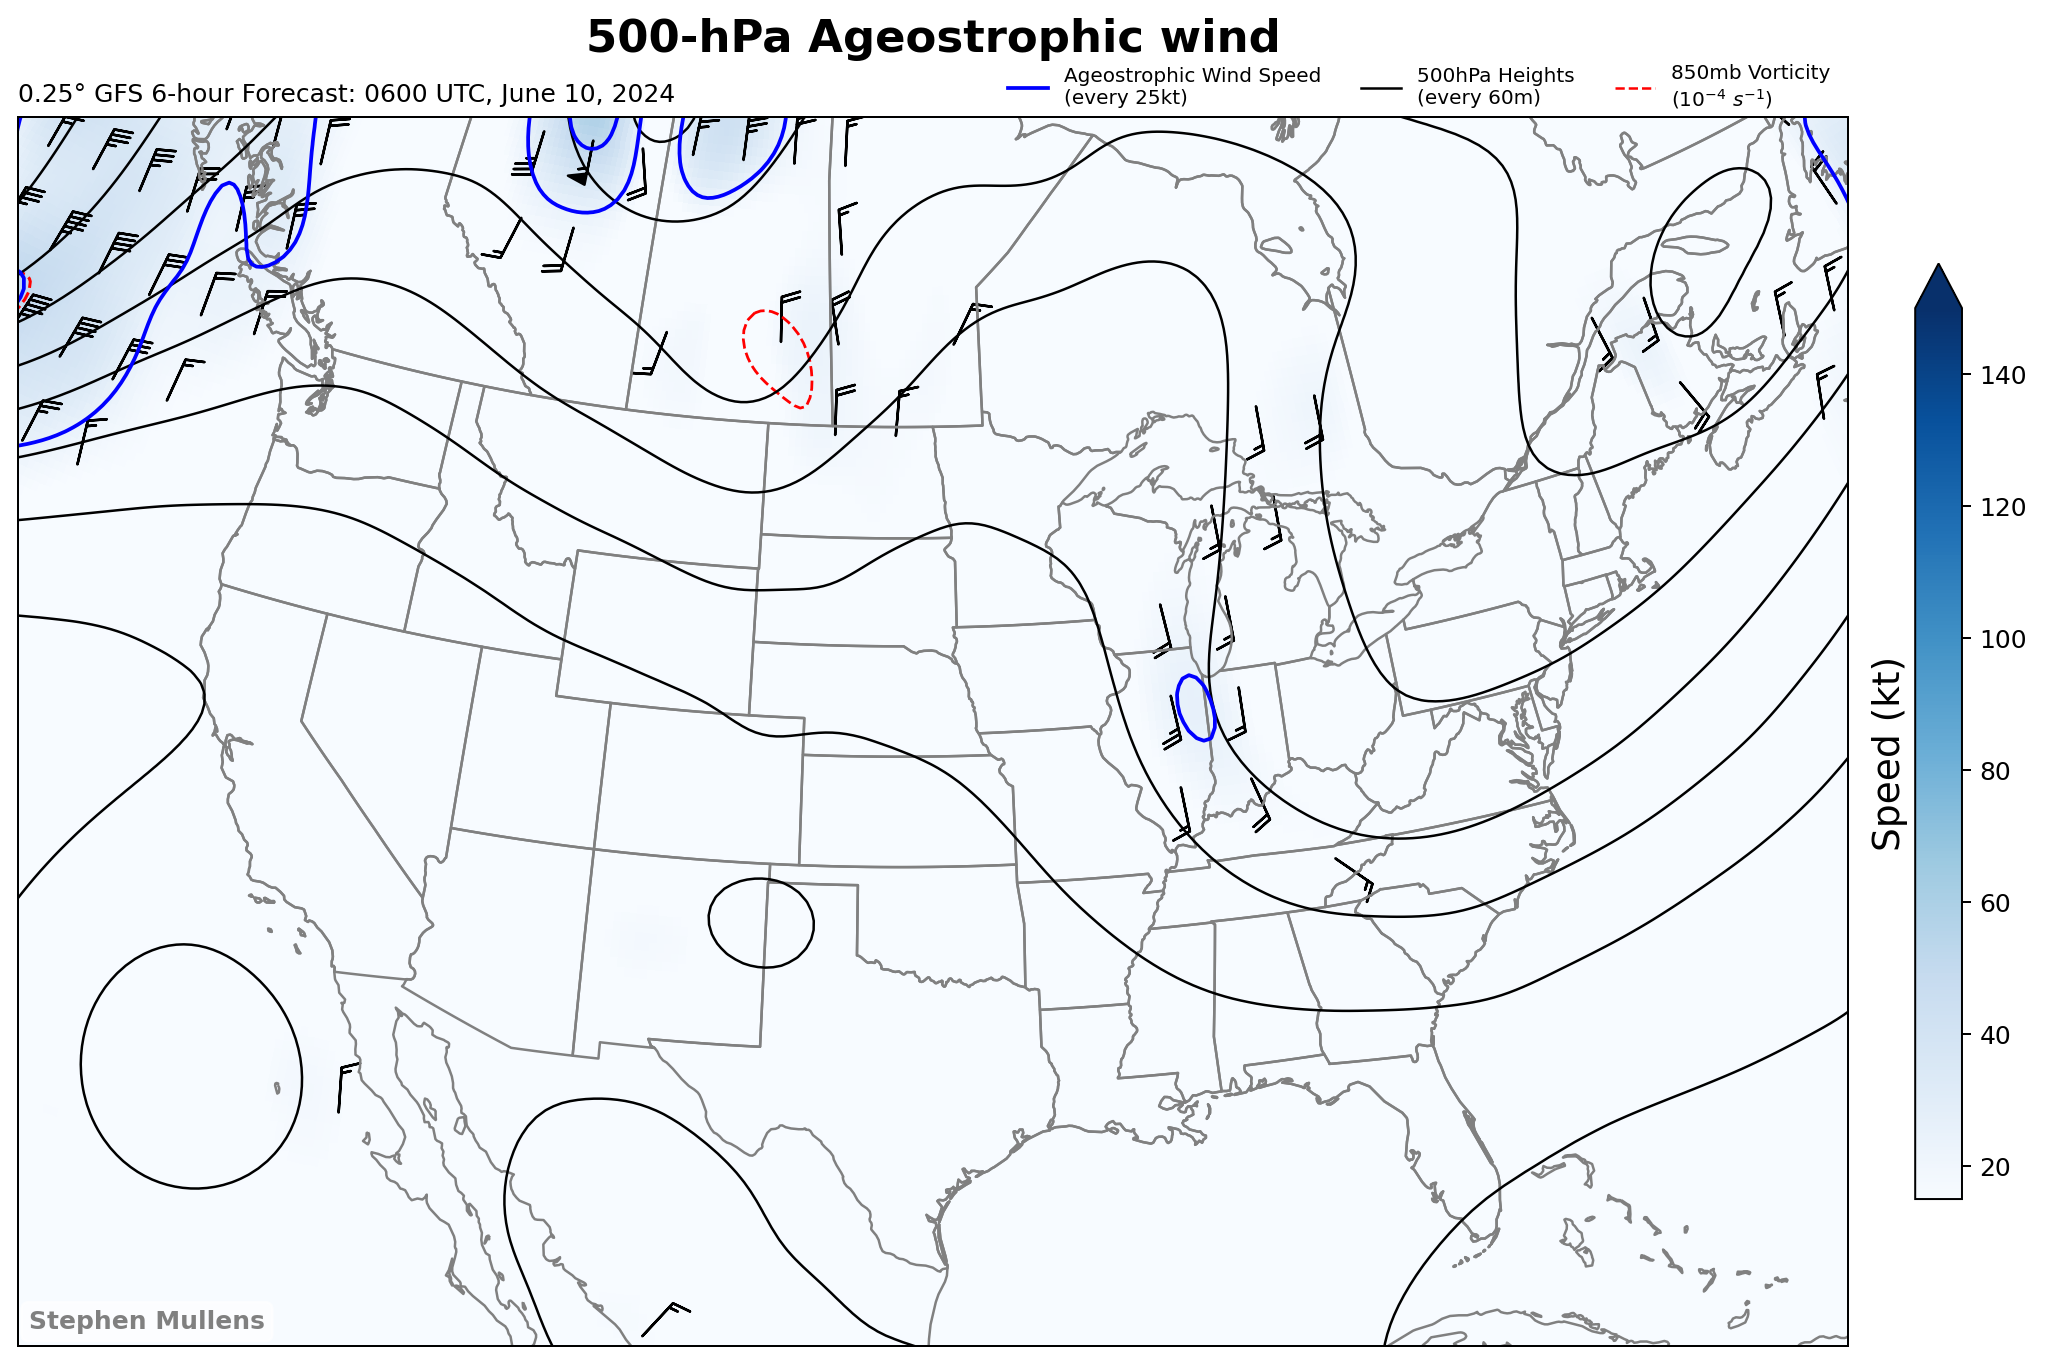 500-hPa Ageostrophic wind
0.25° GFS 6-hour Forecast: 0600 UTC, June 10, 2024
Ageostrophic Wind Speed
(every 25kt)
500hPa Heights
(every 60m)
850mb Vorticity
(10⁻⁴ s⁻¹)
140
120
100
80
60
40
20
Speed (kt)
Stephen Mullens